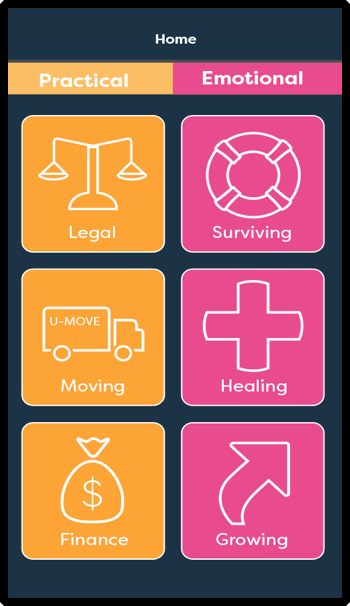 Home
Practical
Emotional
Legal
Surviving
U-MOVE
Moving
Healing
$
Finance
Growing